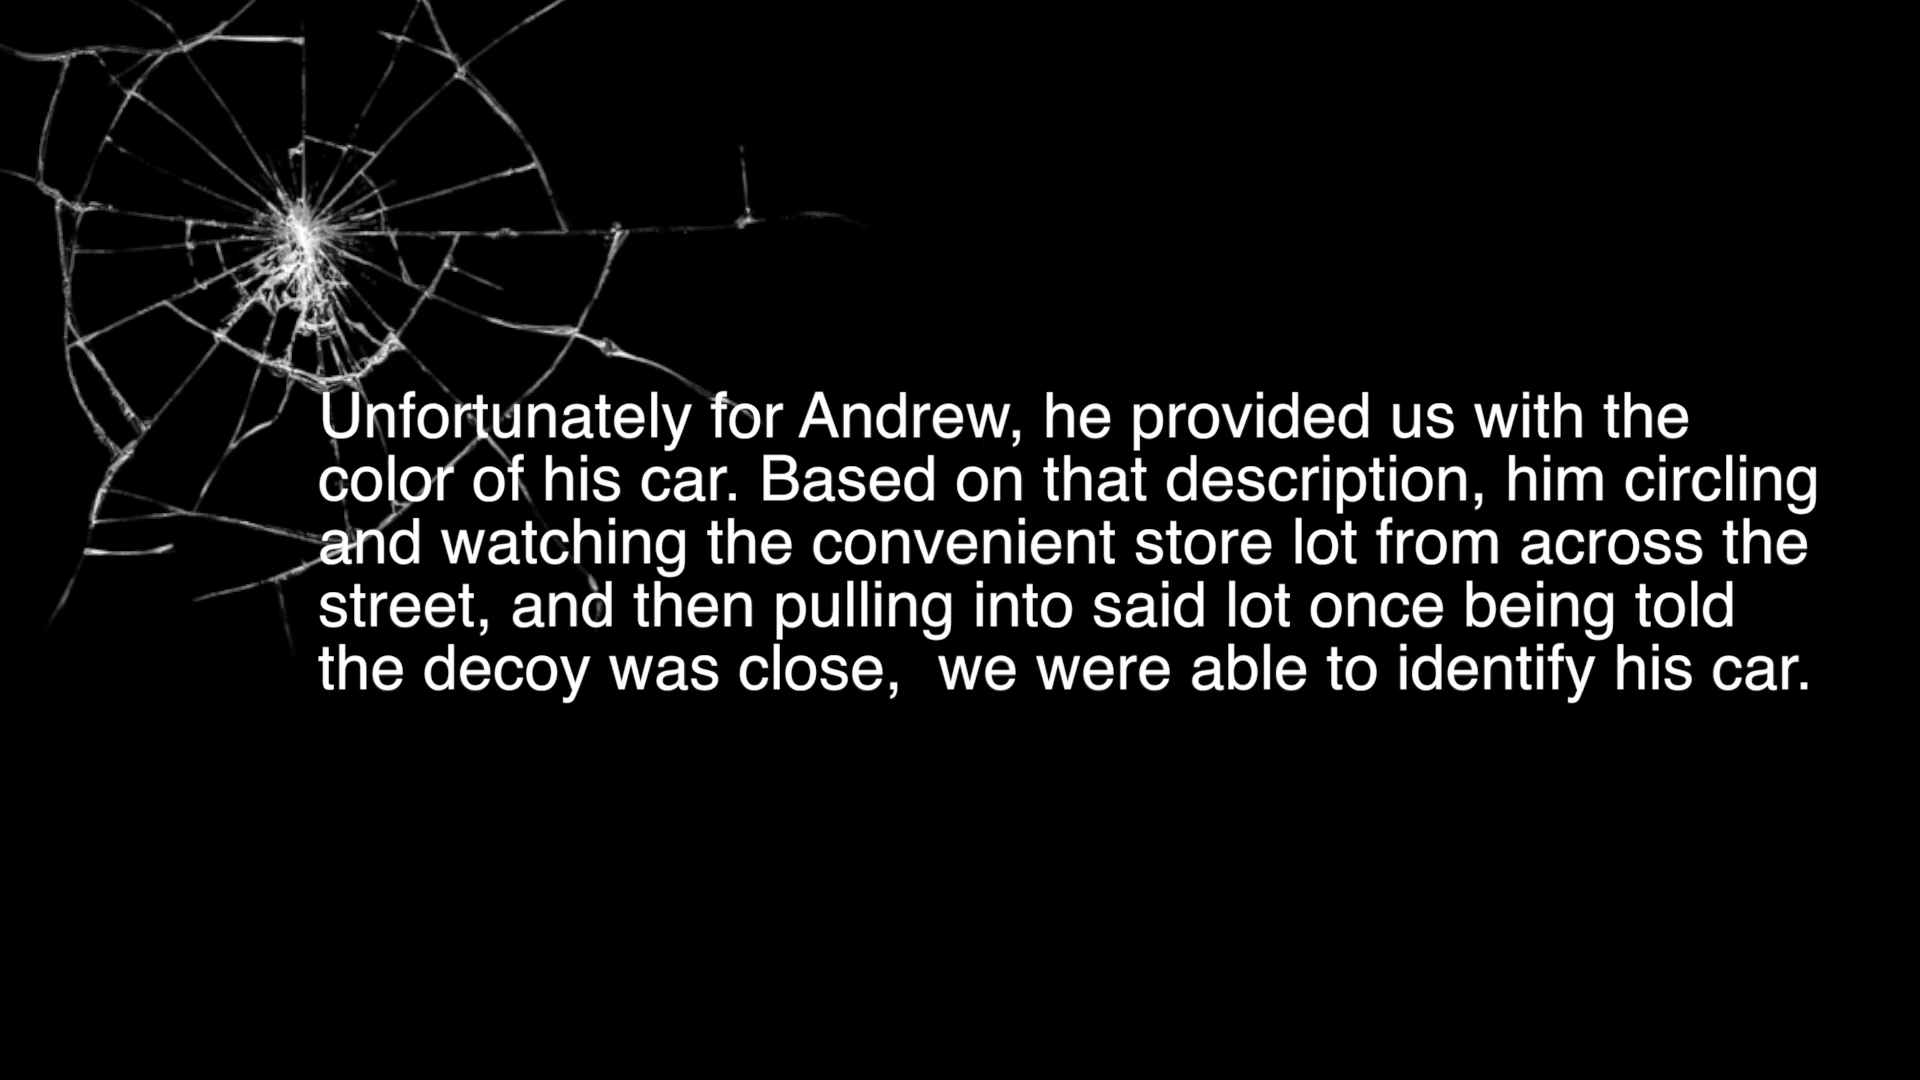 Unfortunately for Andrew, he provided us with the
color of his car. Based on that description, him circling
and watching the convenient store lot from across the
street, and then pulling into said lot once being told
the decoy was close,  we were able to identify his car.